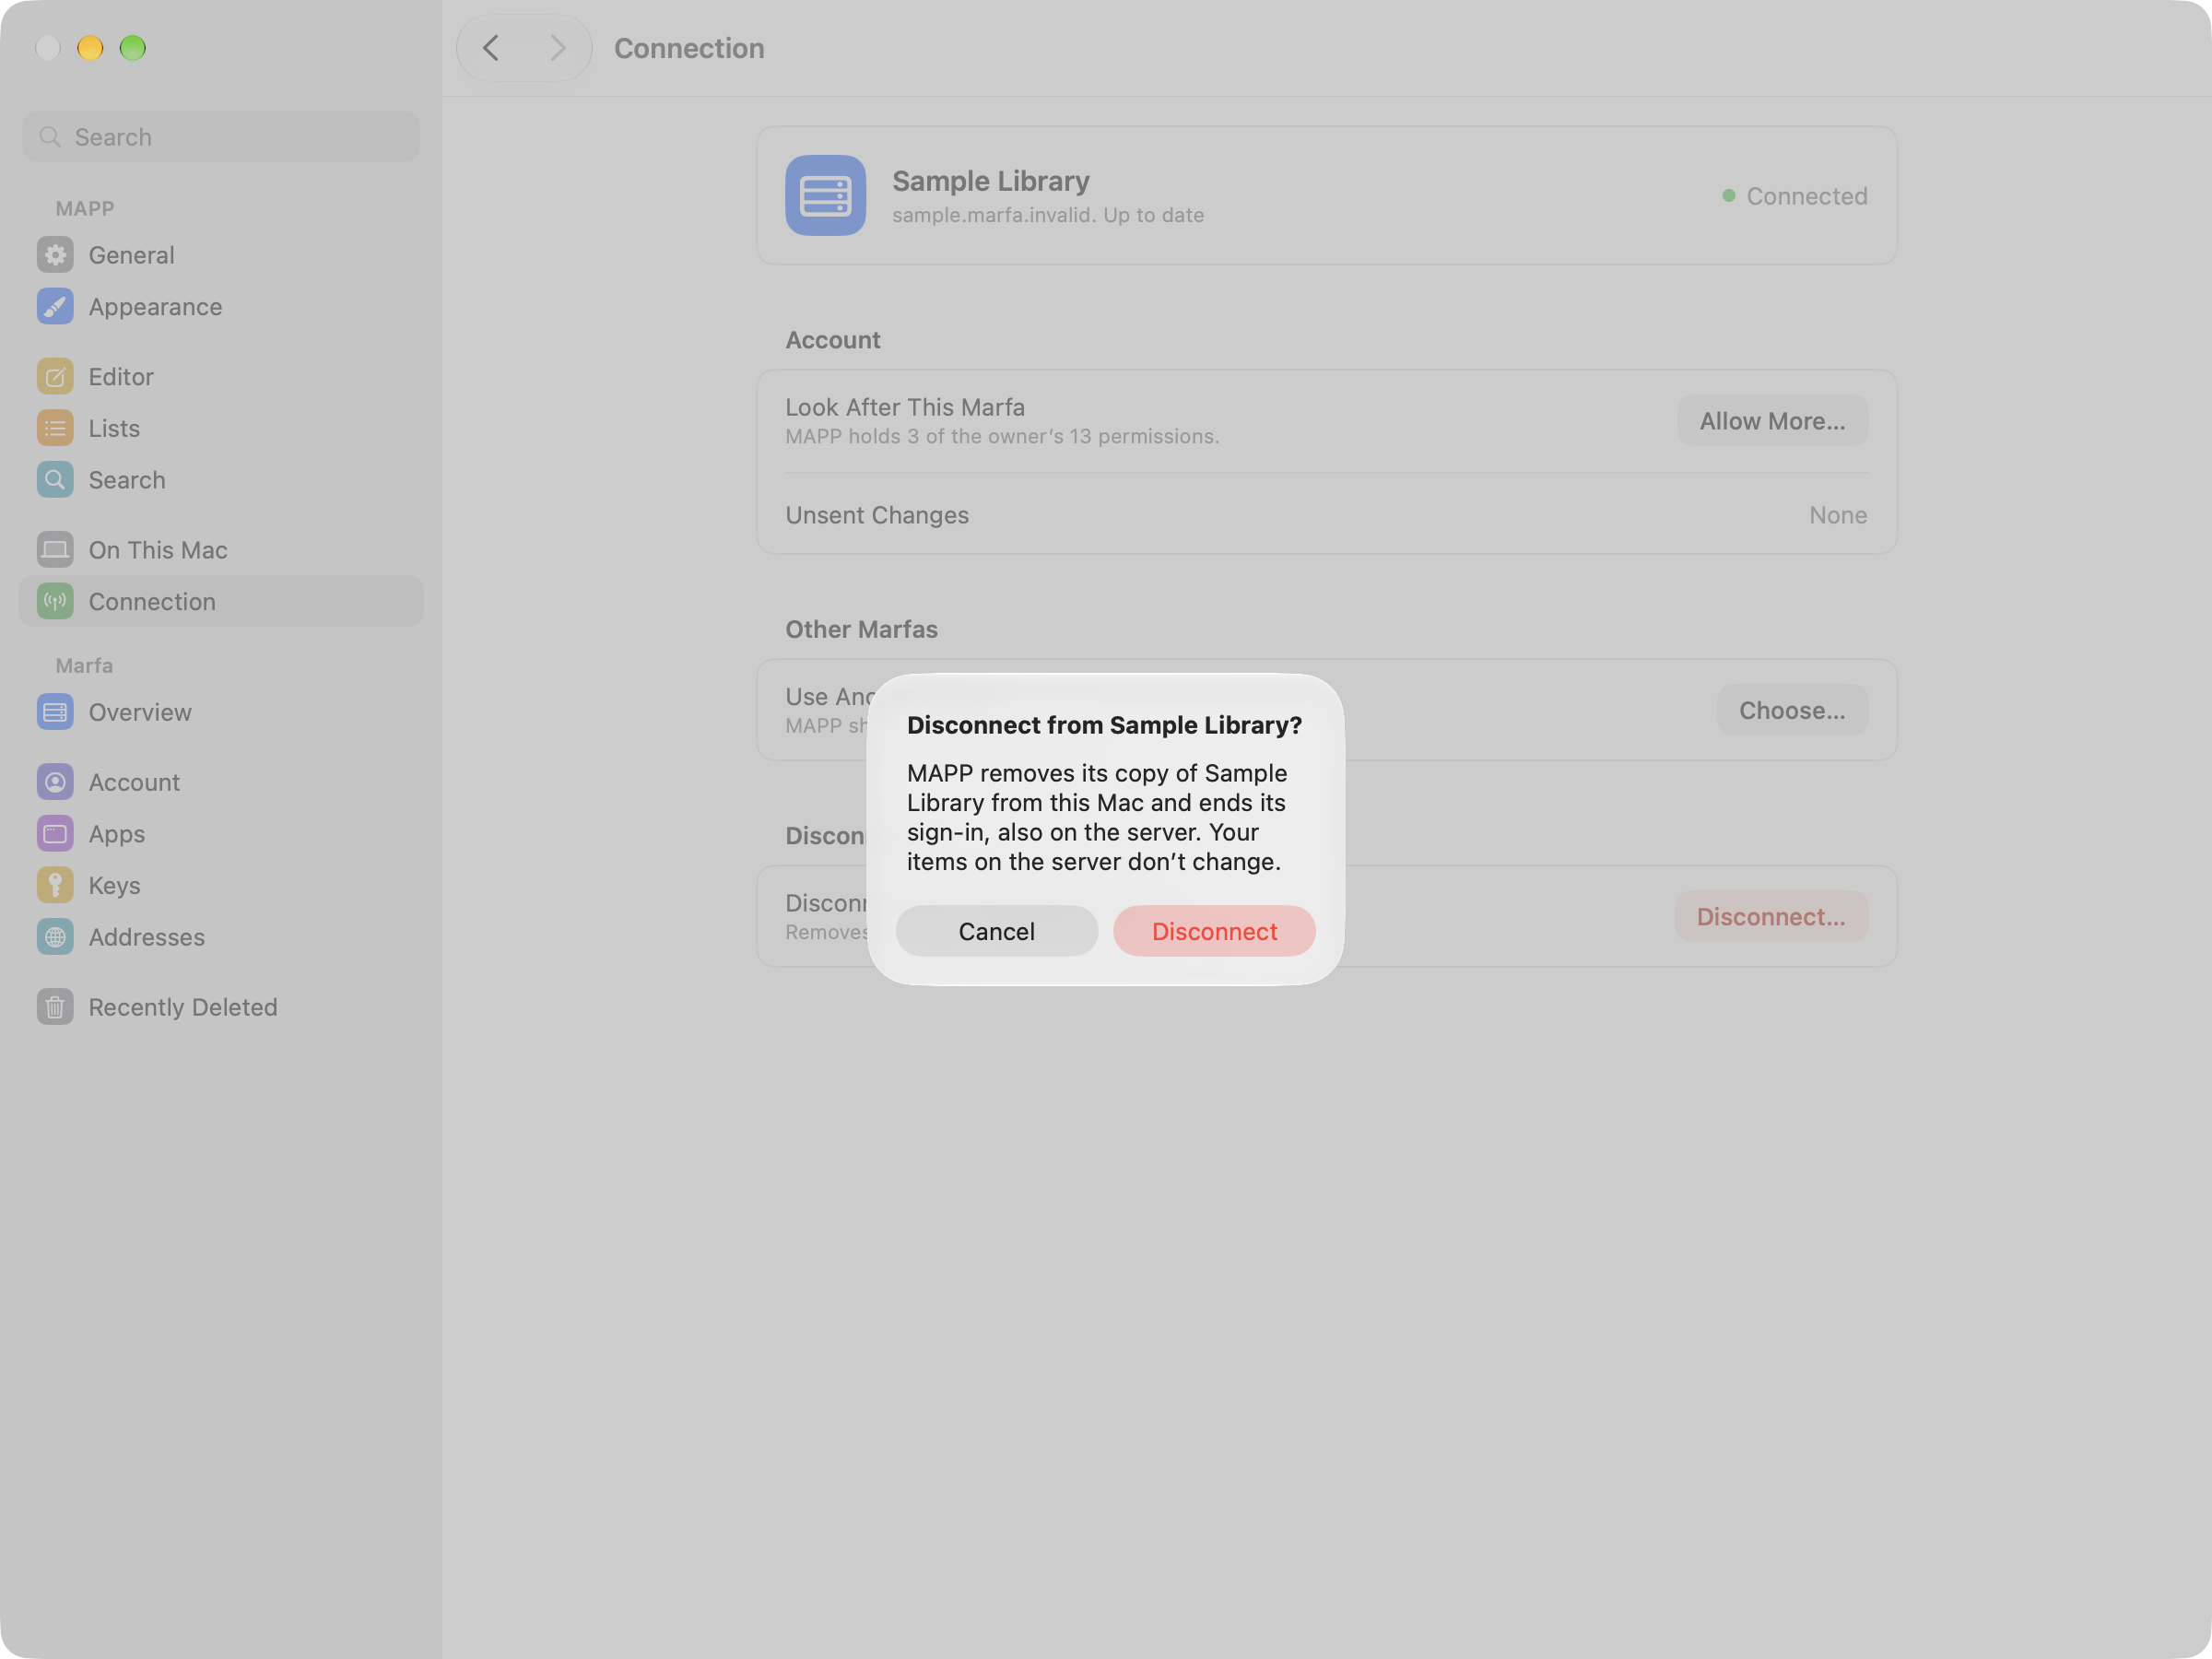 Connection
Search
MAPP
General
Appearance
Editor
Lists
Search
On This Mac
Connection
Marfa
Overview
Account
Apps
Keys
Addresses
Recently Deleted
Sample Library
sample.marfa.invalid. Up to date
Connected
Account
Look After This Marfa
MAPP holds 3 of the owner’s 13 permissions.
Allow More...
Unsent Changes
None
Other Marfas
Use
MAPP
Choose...
Disconnect...
Disconnect from Sample Library?
MAPP removes its copy of Sample
Library from this Mac and ends its
sign-in, also on the server. Your
items on the server don’t change.
Cancel
Disconnect